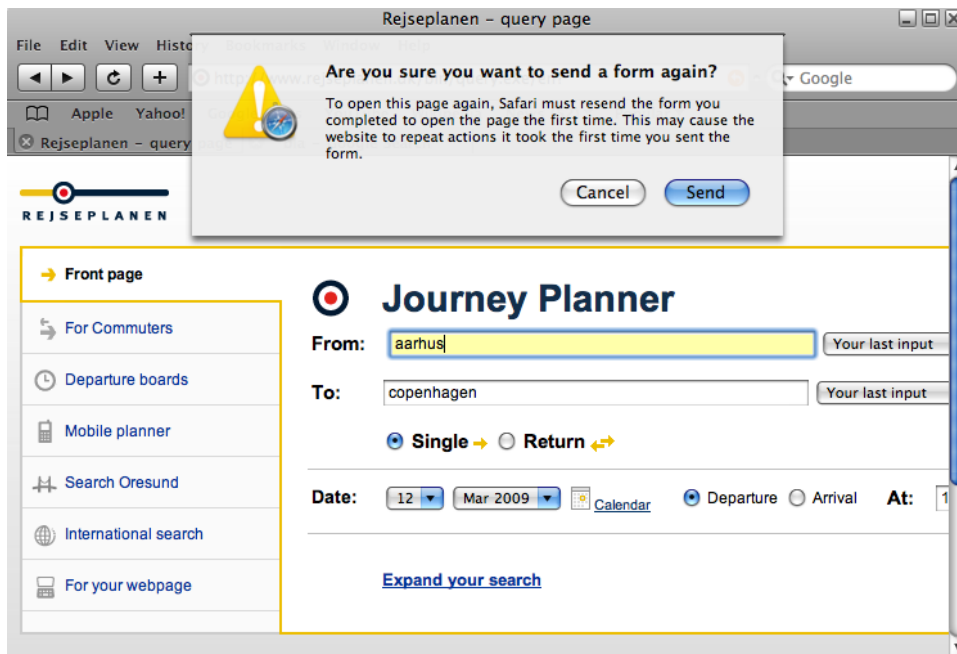 Rejseplanen – query page
File Edit View History Bookmarks Window Help
Google
Apple Yahoo!
Rejseplanen – query
Are you sure you want to send a form again?
To open this page again, Safari must resend the form you
completed to open the page the first time. This may cause the
website to repeat actions it took the first time you sent the
form.
Cancel Send
REJSEPLANEN
Front page
For Commuters
Departure boards
Mobile planner
Search Oresund
International search
For your webpage
Journey Planner
From: aarhus Your last input
To: copenhagen Your last input
Single Return
Date: 12 Mar 2009 Calendar Departure Arrival At: 1
Expand your search